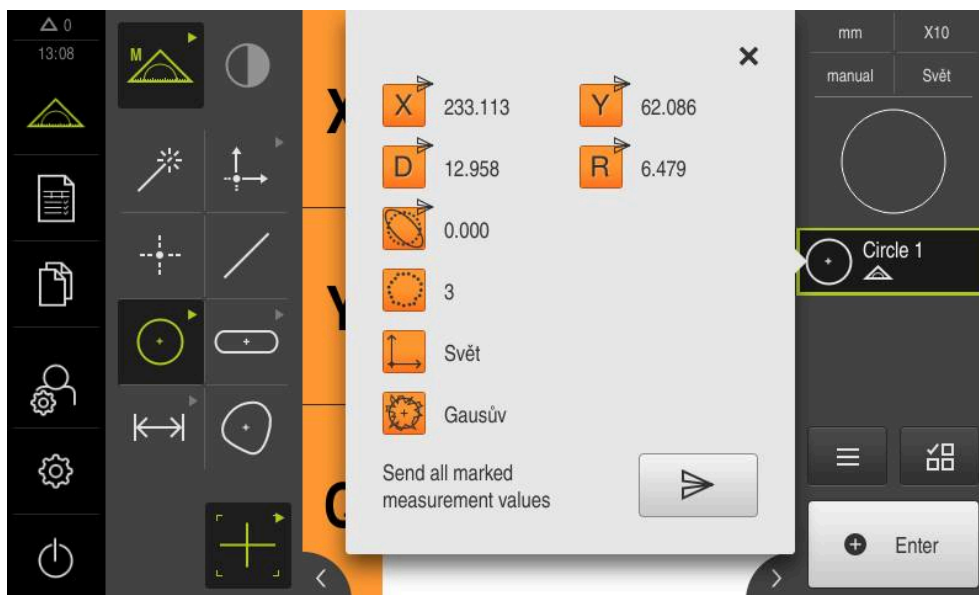 0
13:08
M
X
Y
X 233.113
Y 62.086
D 12.958
R 6.479
0.000
3
Svět
Gausův
Send all marked
measurement values
mm
X10
manual
Svět
Circle 1
Enter